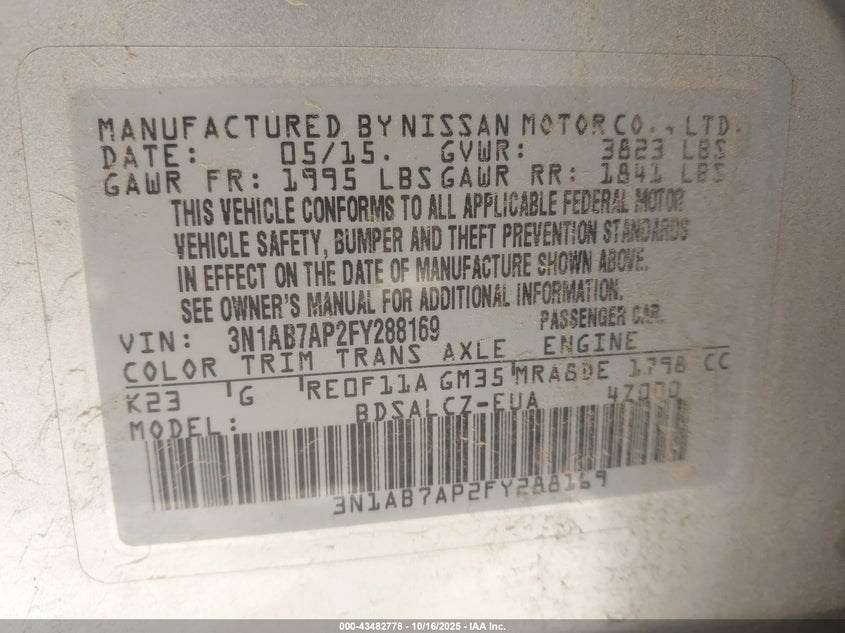 MANUFACTURED BY NISSAN MOTOR CO., LTD.
DATE: 05/15. GVWR: 3823 LBS
GAWR FR: 1995 LBS GAWR RR: 1841 LBS
THIS VEHICLE CONFORMS TO ALL APPLICABLE FEDERAL MOTOR
VEHICLE SAFETY, BUMPER AND THEFT PREVENTION STANDARDS
IN EFFECT ON THE DATE OF MANUFACTURE SHOWN ABOVE.
SEE OWNER'S MANUAL FOR ADDITIONAL INFORMATION.
VIN: 3N1AB7AP2FY288169 PASSENGER CAR.
COLOR TRIM TRANS AXLE ENGINE
K23 G RE0F11A GM35 MRA8DE 1798 CC
MODEL: BDSALCZ-EUA 4Z000
3N1AB7AP2FY288169
000-43482778 - 10/16/2025 - IAA Inc.